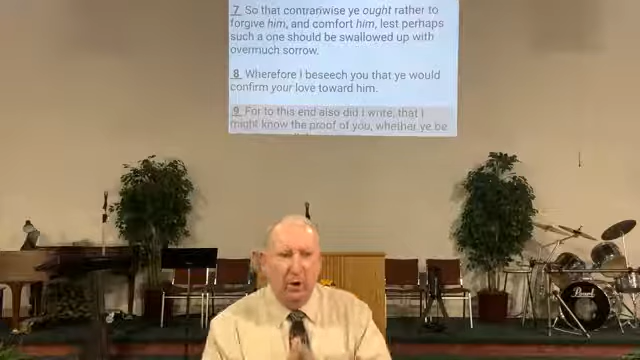 7 So that contrariwise ye ought rather to
forgive him, and comfort him, lest perhaps
such a one should be swallowed up with
overmuch sorrow.
8 Wherefore I beseech you that ye would
confirm your love toward him.
9 For to this end also did I write, that I
might know the proof of you, whether ye be
Pearl